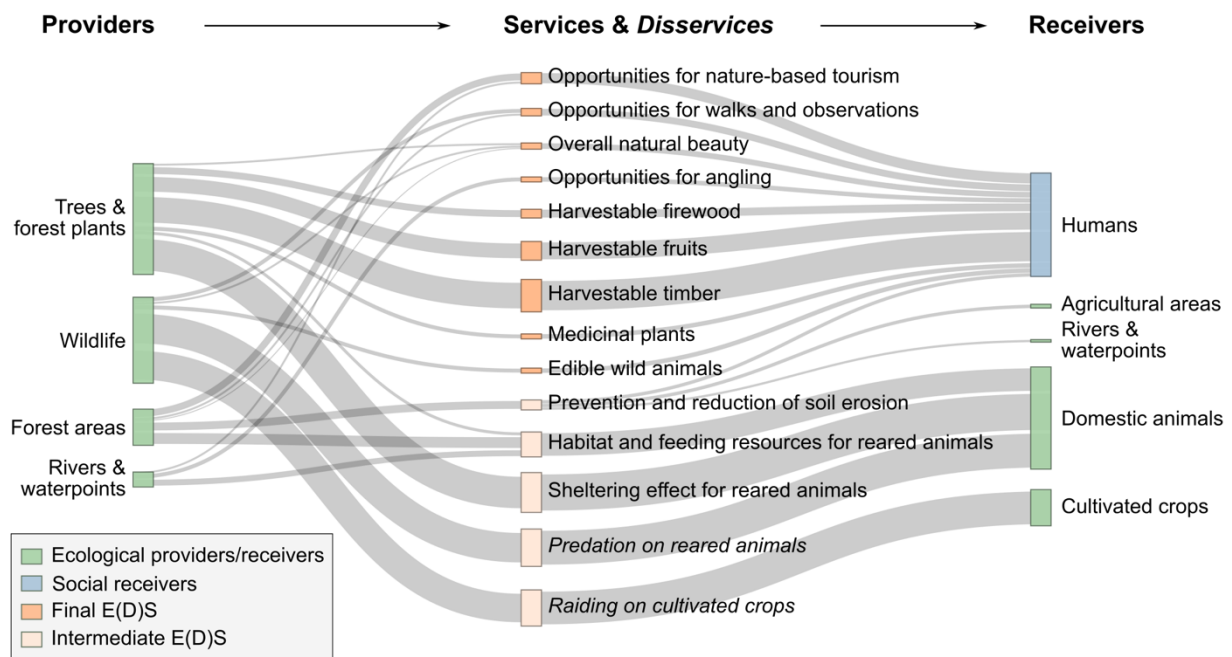 Providers
Services & Disservices
Receivers
Opportunities for nature-based tourism
Opportunities for walks and observations
Overall natural beauty
Opportunities for angling
Harvestable firewood
Harvestable fruits
Harvestable timber
Medicinal plants
Edible wild animals
Prevention and reduction of soil erosion
Habitat and feeding resources for reared animals
Sheltering effect for reared animals
Predation on reared animals
Raiding on cultivated crops
Trees &
forest plants
Wildlife
Forest areas
Rivers &
waterpoints
Humans
Agricultural areas
Rivers &
waterpoints
Domestic animals
Cultivated crops
Ecological providers/receivers
Social receivers
Final E(D)S
Intermediate E(D)S